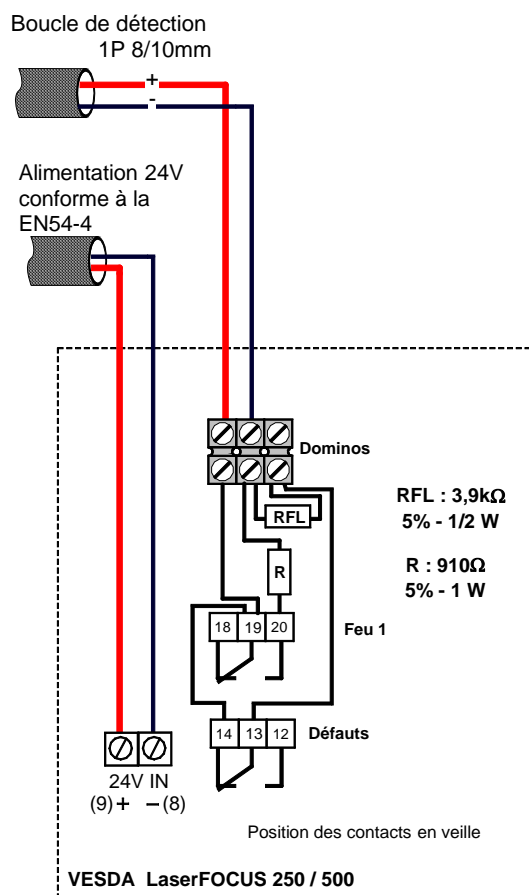 Boucle de détection
1P 8/10mm
+
-
Alimentation 24V
conforme à la
EN54-4
Dominos
RFL : 3,9kΩ
5% - 1/2 W
RFL
R : 910Ω
5% - 1 W
R
18 19 20
Feu 1
14 13 12
Défauts
24V IN
(9) + – (8)
Position des contacts en veille
VESDA LaserFOCUS 250 / 500